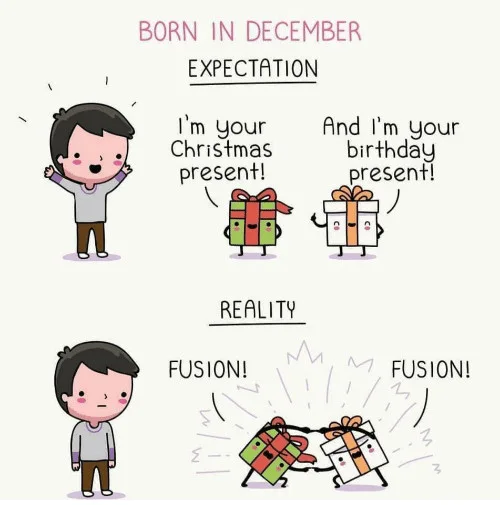 BORN IN DECEMBER
EXPECTATION
I'm your
Christmas
present!
And I'm your
birthday
present!
REALITY
FUSION!
FUSION!